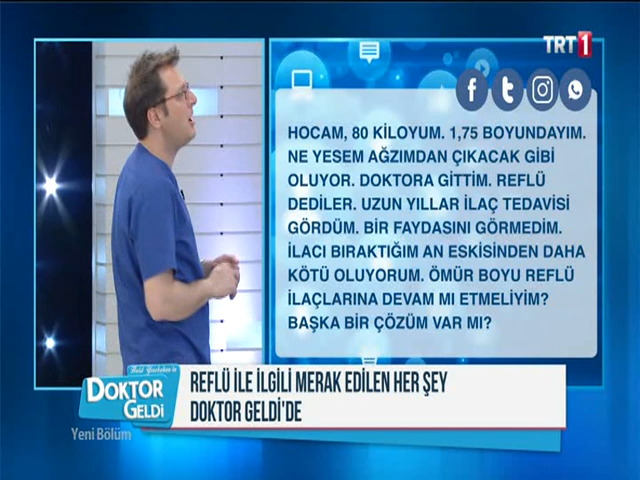 TRT 1
HOCAM, 80 KİLOYUM. 1,75 BOYUNDAYIM.
NE YESEM AĞZIMDAN ÇIKACAK GİBİ
OLUYOR. DOKTORA GİTTİM. REFLÜ
DEDİLER. UZUN YILLAR İLAÇ TEDAVİSİ
GÖRDÜM. BİR FAYDASINI GÖRMEDİM.
İLACI BIRAKTIĞIM AN ESKİSİNDEN DAHA
KÖTÜ OLUYORUM. ÖMÜR BOYU REFLÜ
İLAÇLARINA DEVAM MI ETMELİYİM?
BAŞKA BİR ÇÖZÜM VAR MI?
DOKTOR
GELDİ
REFLÜ İLE İLGİLİ MERAK EDİLEN HER ŞEY
DOKTOR GELDİ'DE
Yeni Bölüm